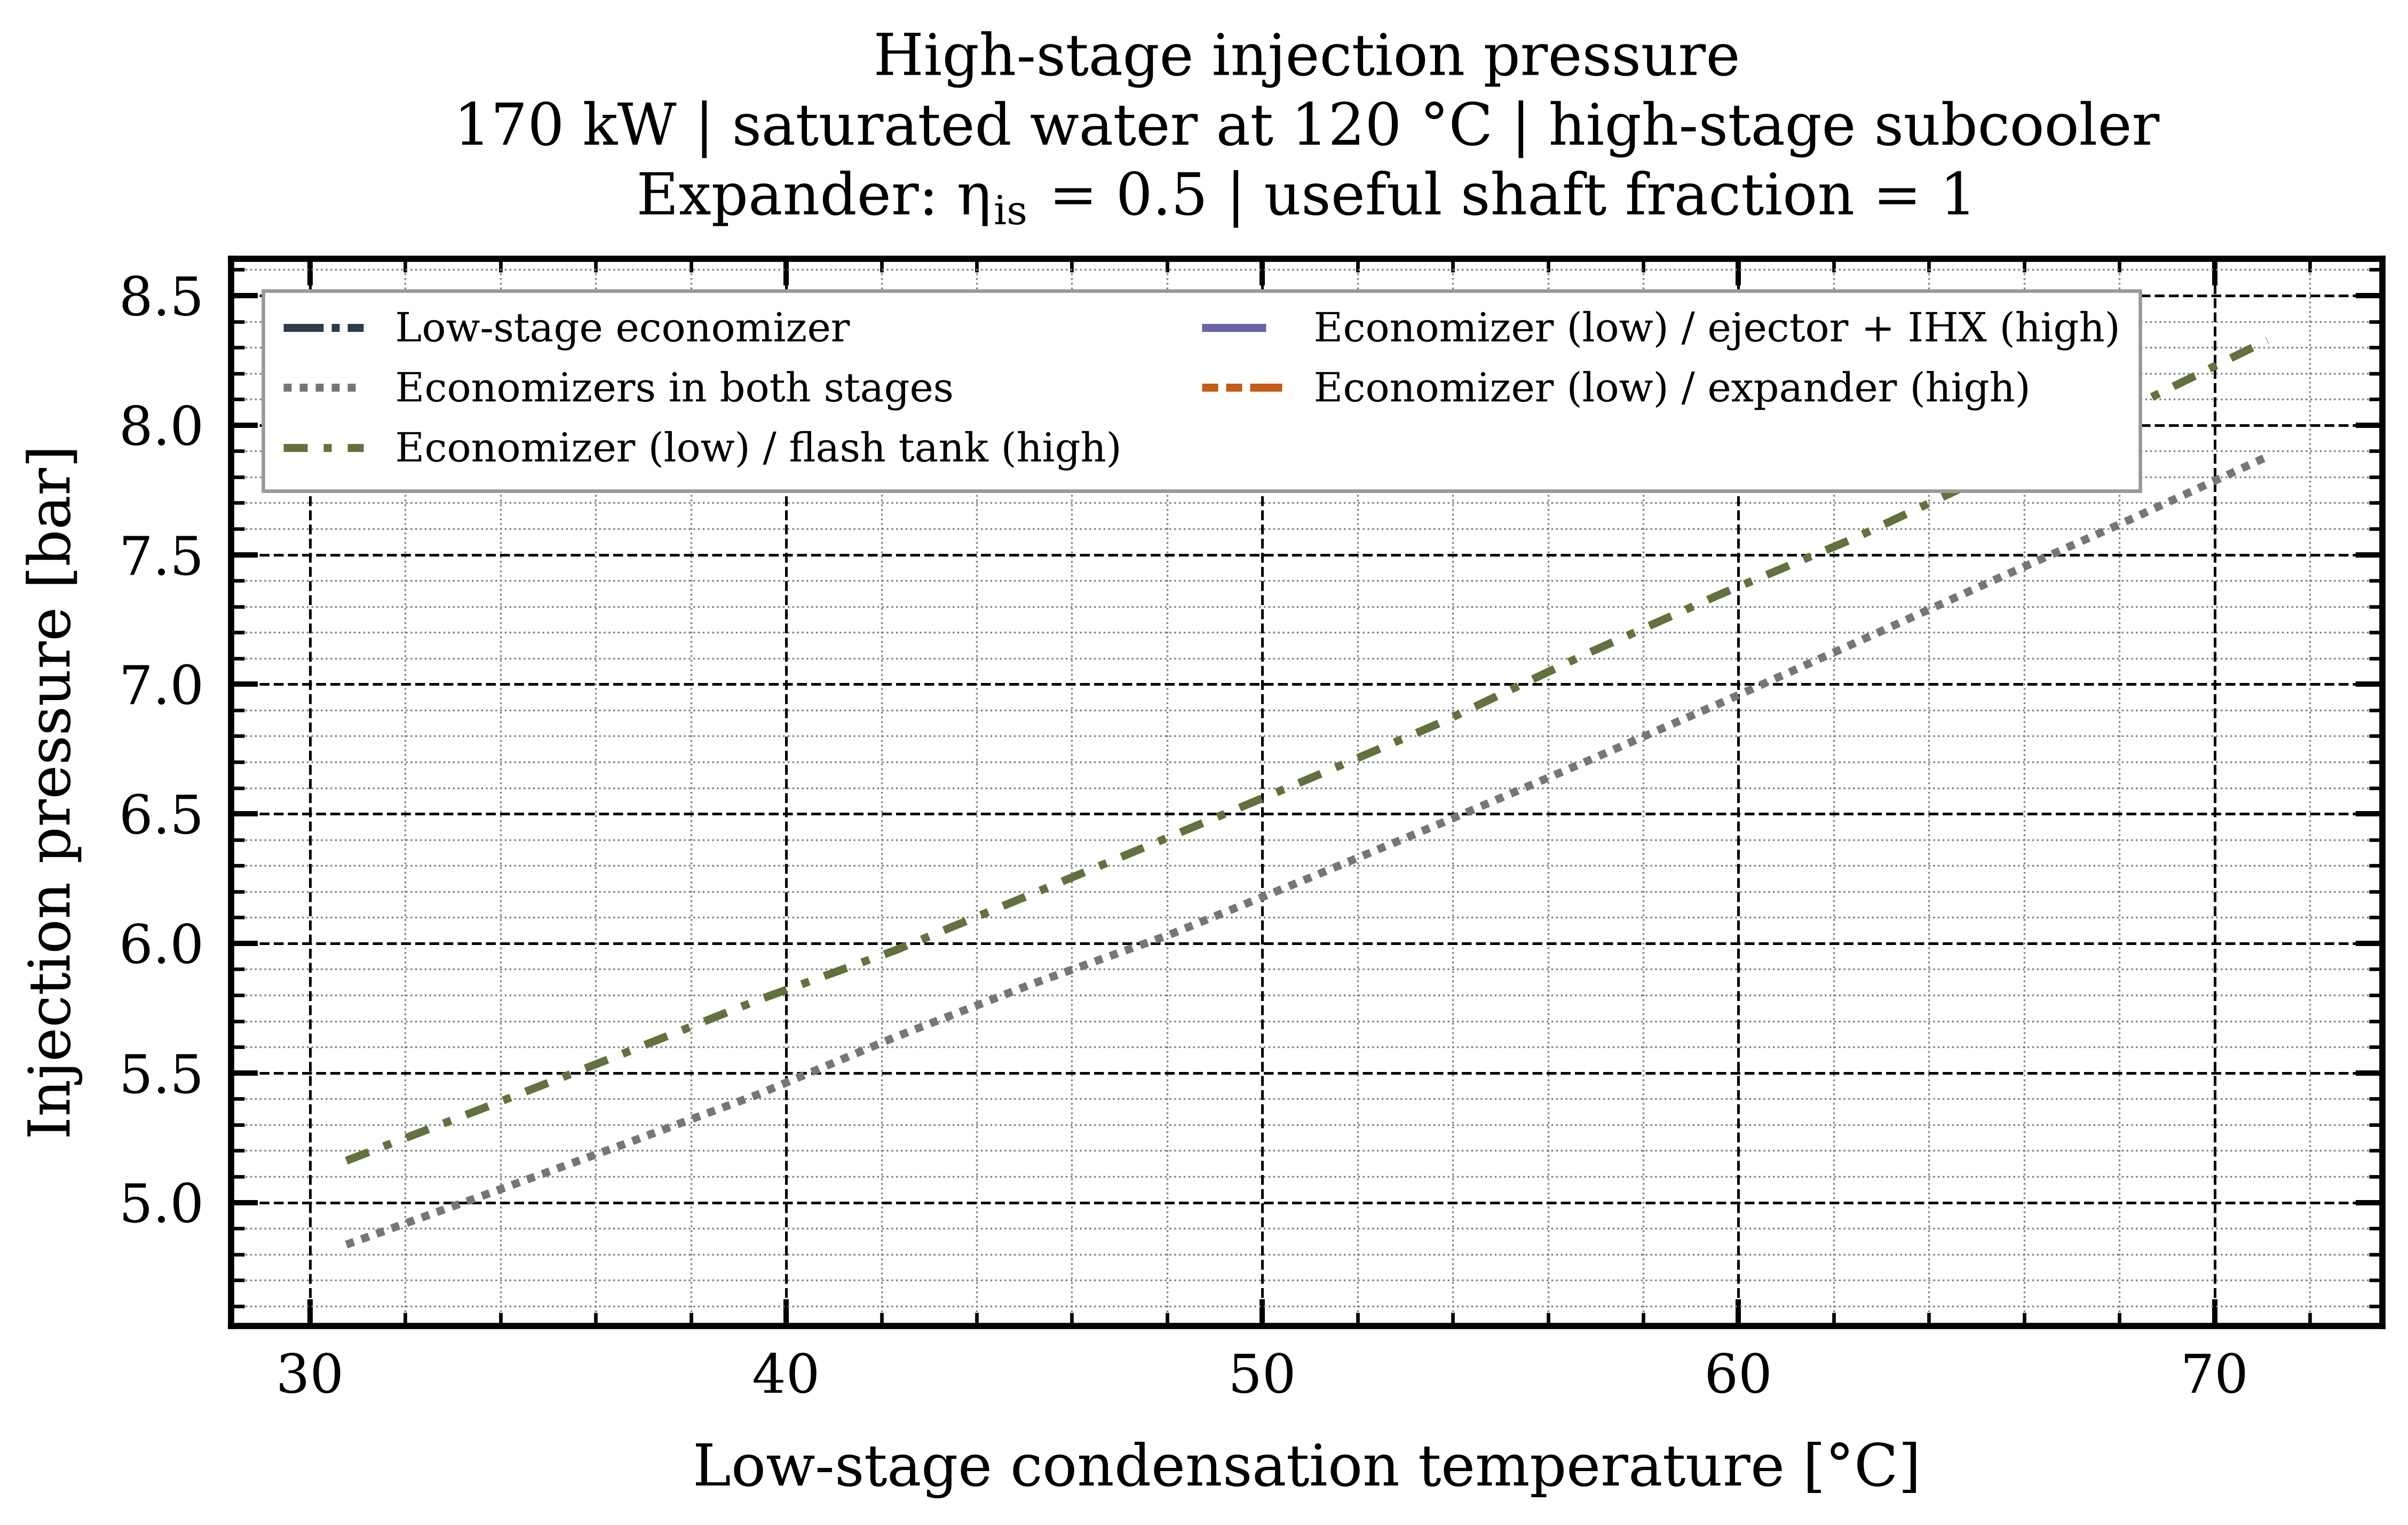 High-stage injection pressure
170 kW | saturated water at 120 °C | high-stage subcooler
Expander: ηis = 0.5 | useful shaft fraction = 1
Injection pressure [bar]
8.5
8.0
7.5
7.0
6.5
6.0
5.5
5.0
Low-stage economizer
Economizers in both stages
Economizer (low) / flash tank (high)
Economizer (low) / ejector + IHX (high)
Economizer (low) / expander (high)
30 40 50 60 70
Low-stage condensation temperature [°C]